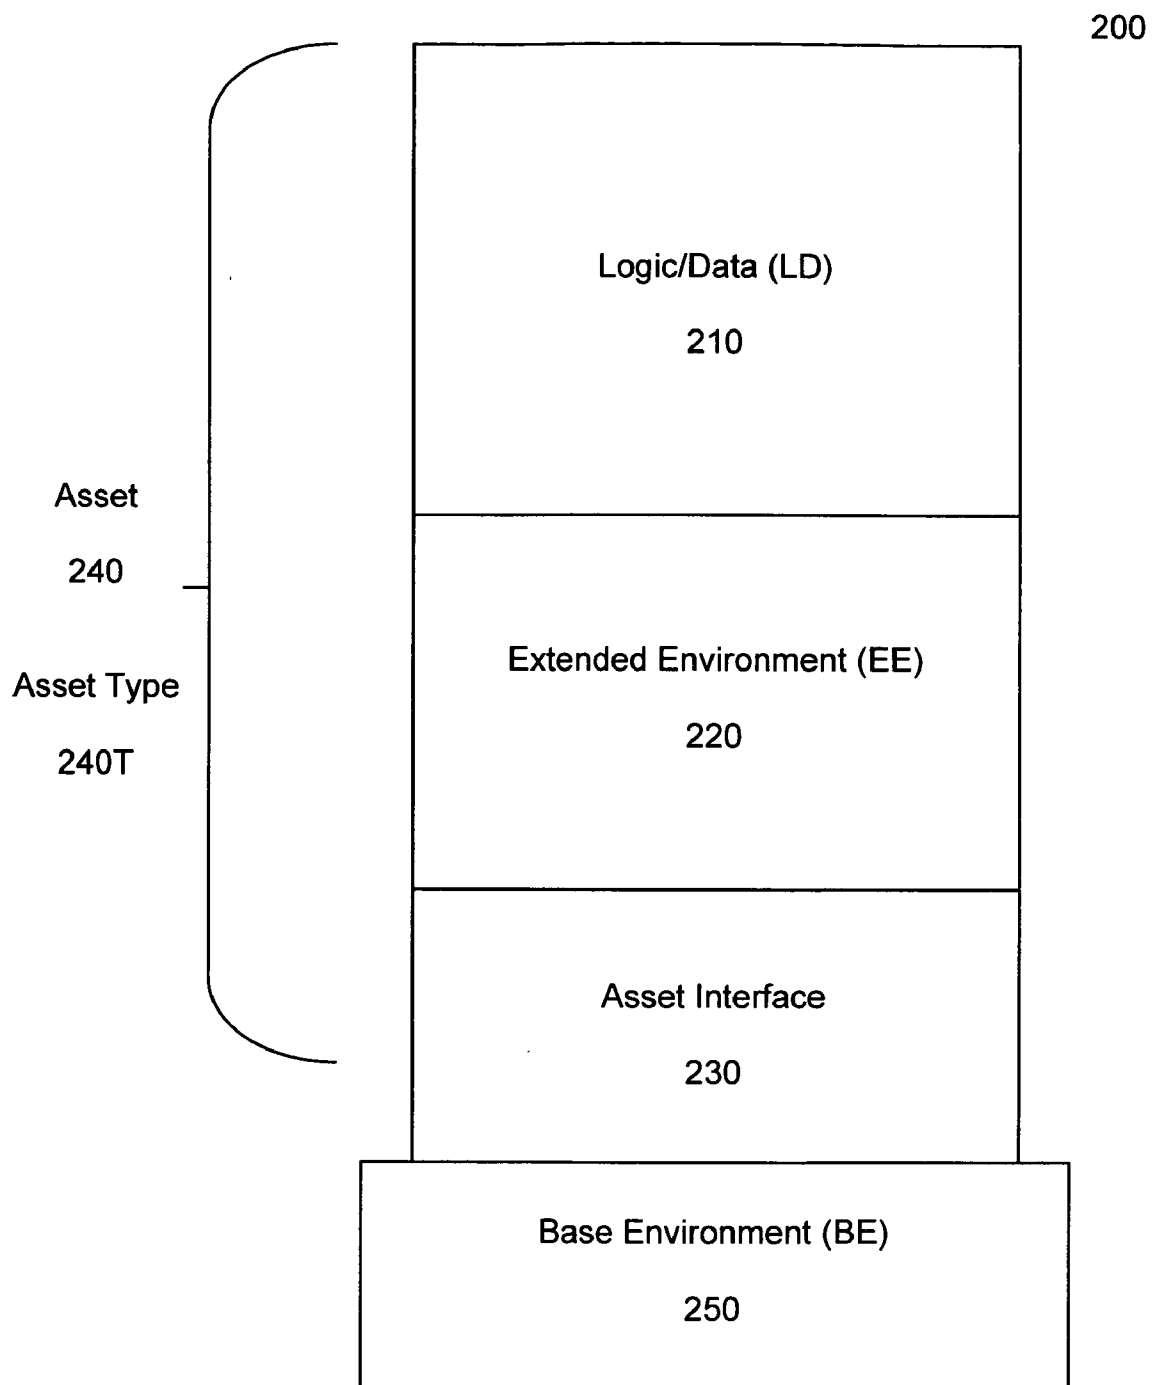 200
Logic/Data (LD)
210
Asset
240
Extended Environment (EE)
220
Asset Type
240T
Asset Interface
230
Base Environment (BE)
250